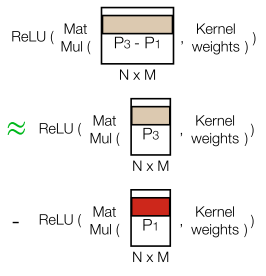 ReLU ( Mat Mul ( P3 - P1 , Kernel weights ) )
N x M
≈ ReLU ( Mat Mul ( P3 , Kernel weights ) )
N x M
- ReLU ( Mat Mul ( P1 , Kernel weights ) )
N x M